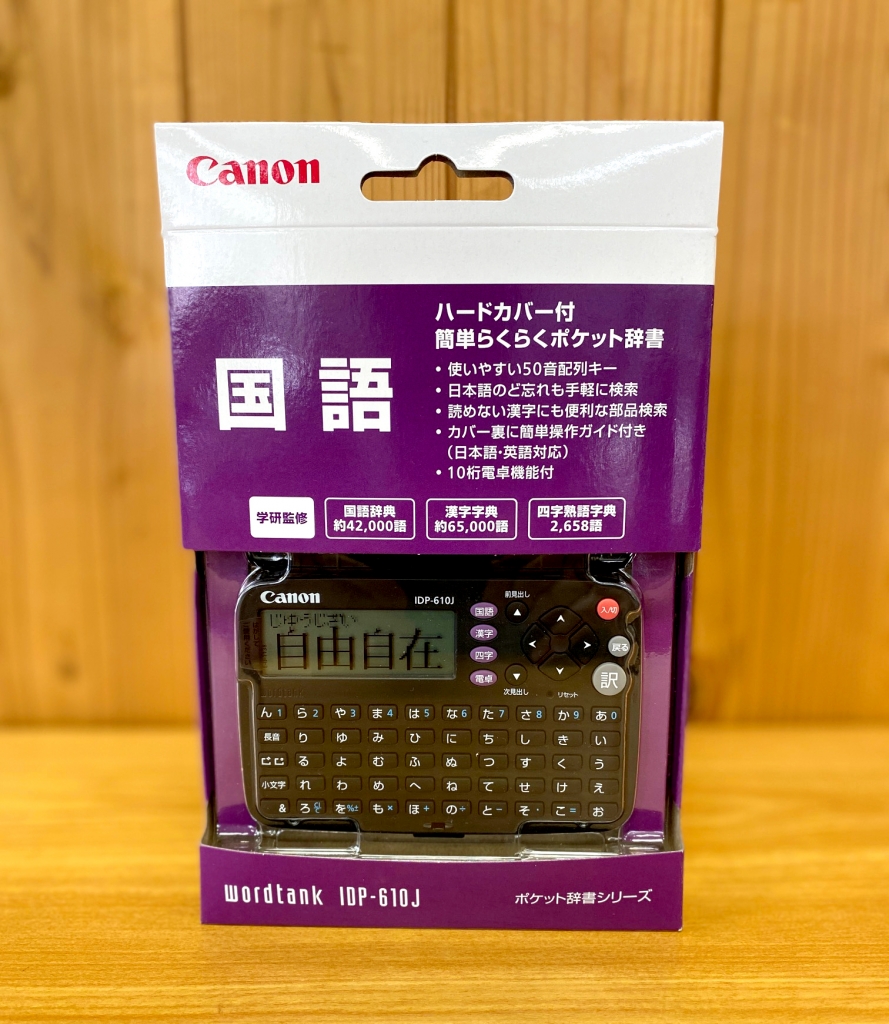 Canon
ハードカバー付
簡単らくらくポケット辞書
国語
・使いやすい50音配列キー
・日本語のど忘れも手軽に検索
・読めない漢字にも便利な部品検索
・カバー裏に簡単操作ガイド付き
（日本語・英語対応）
・10桁電卓機能付
学研監修
国語辞典
約42,000語
漢字字典
約65,000語
四字熟語字典
2,658語
Canon
IDP-610J
前見出し
じゆうじざい
自由自在
国語
漢字
四字
電卓
入/切
戻る
訳
次見出し
リセット
ん1 ら2 や3 ま4 は5 な6 た7 さ8 か9 あ0
長音 り ゆ み ひ に ち し き い
る よ む ふ ぬ つ す く う
小文字 れ わ め へ ね て せ け え
& ろ を%± も× ほ+ の÷ と− そ・ こ= お
wordtank IDP-610J
ポケット辞書シリーズ